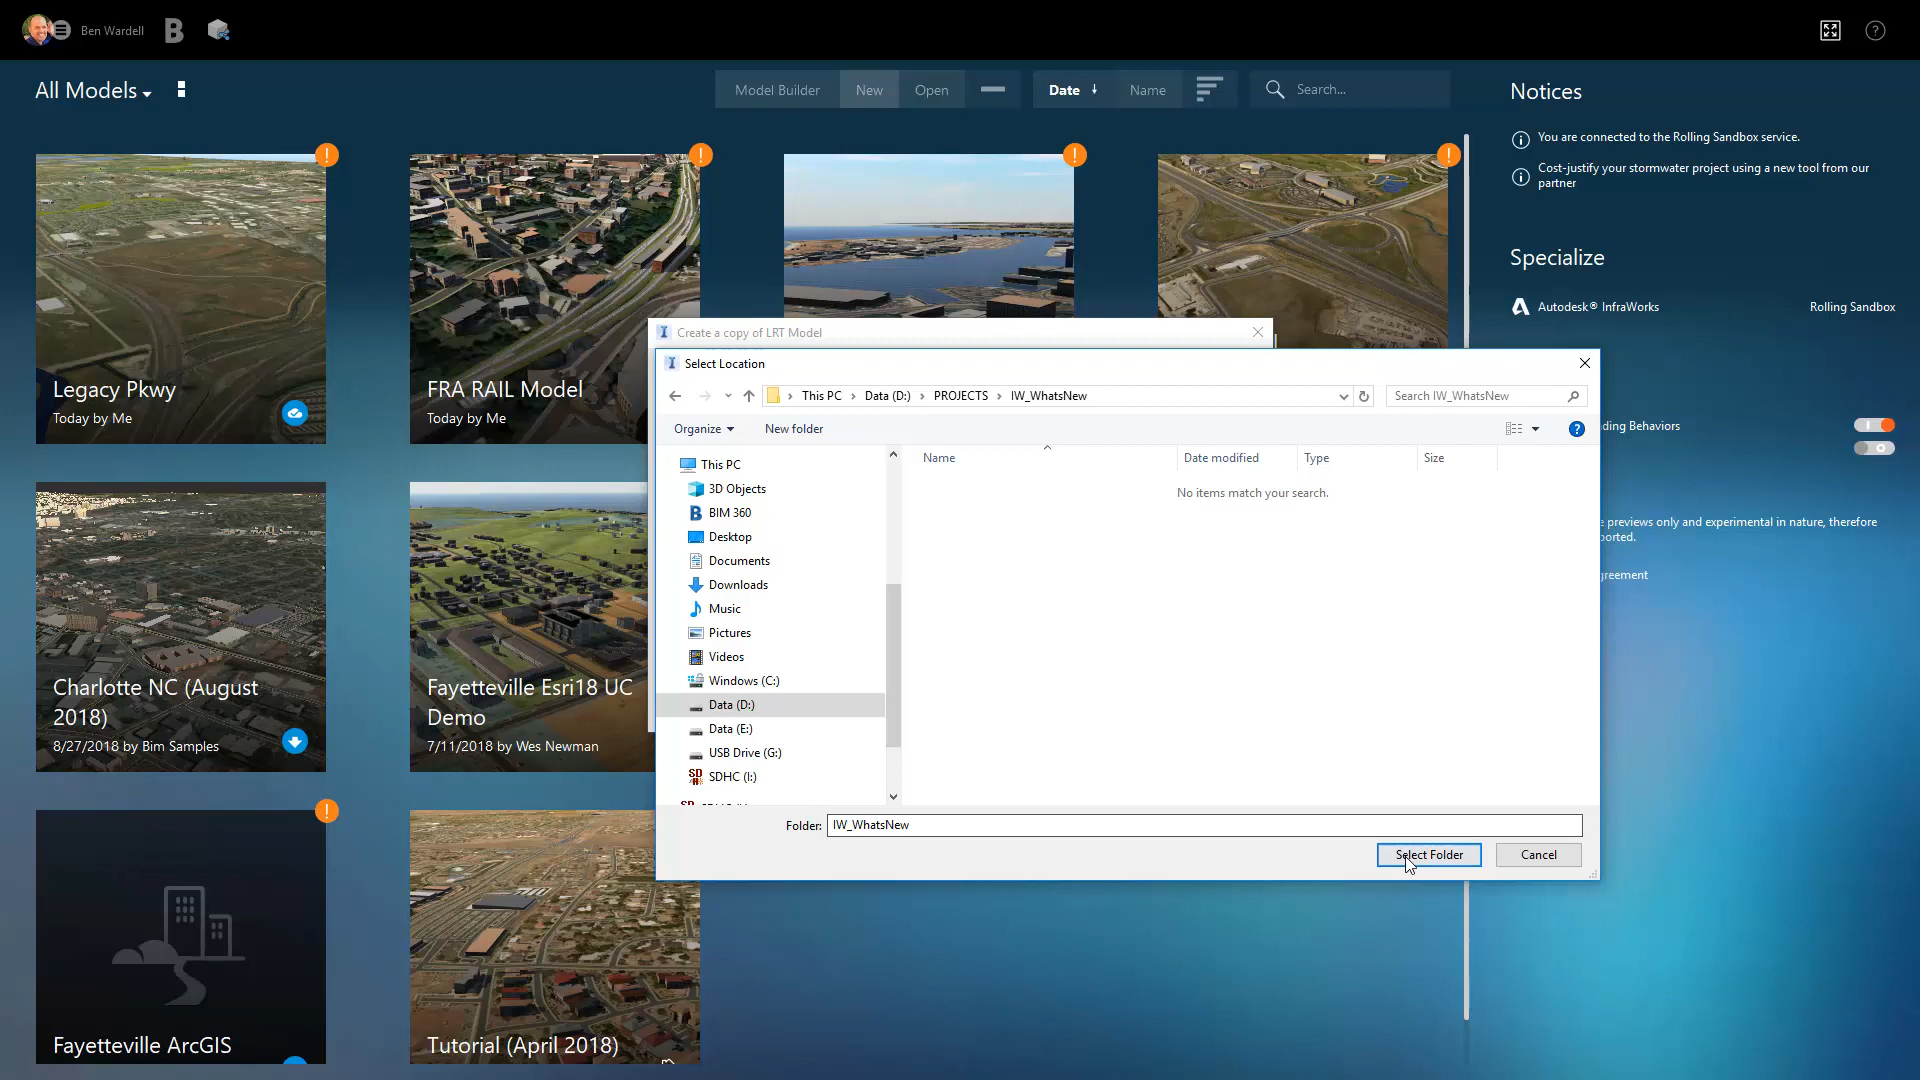 Ben Wardell
B
All Models
Model Builder
New
Open
Date
Name
Search...
Notices
You are connected to the Rolling Sandbox service.
Cost-justify your stormwater project using a new tool from our
partner
Specialize
Autodesk® InfraWorks
Rolling Sandbox
Legacy Pkwy
Today by Me
FRA RAIL Model
Today by Me
Charlotte NC (August
2018)
8/27/2018 by Bim Samples
Fayetteville Esri18 UC
Demo
7/11/2018 by Wes Newman
Fayetteville ArcGIS
Tutorial (April 2018)
Create a copy of LRT Model
Select Location
This PC
Data (D:)
PROJECTS
IW_WhatsNew
Search IW_WhatsNew
Organize
New folder
This PC
3D Objects
BIM 360
Desktop
Documents
Downloads
Music
Pictures
Videos
Windows (C:)
Data (D:)
Data (E:)
USB Drive (G:)
SDHC (I:)
Name
Date modified
Type
Size
No items match your search.
Folder:
IW_WhatsNew
Select Folder
Cancel
ding Behaviors
e previews only and experimental in nature, therefore
ported.
greement